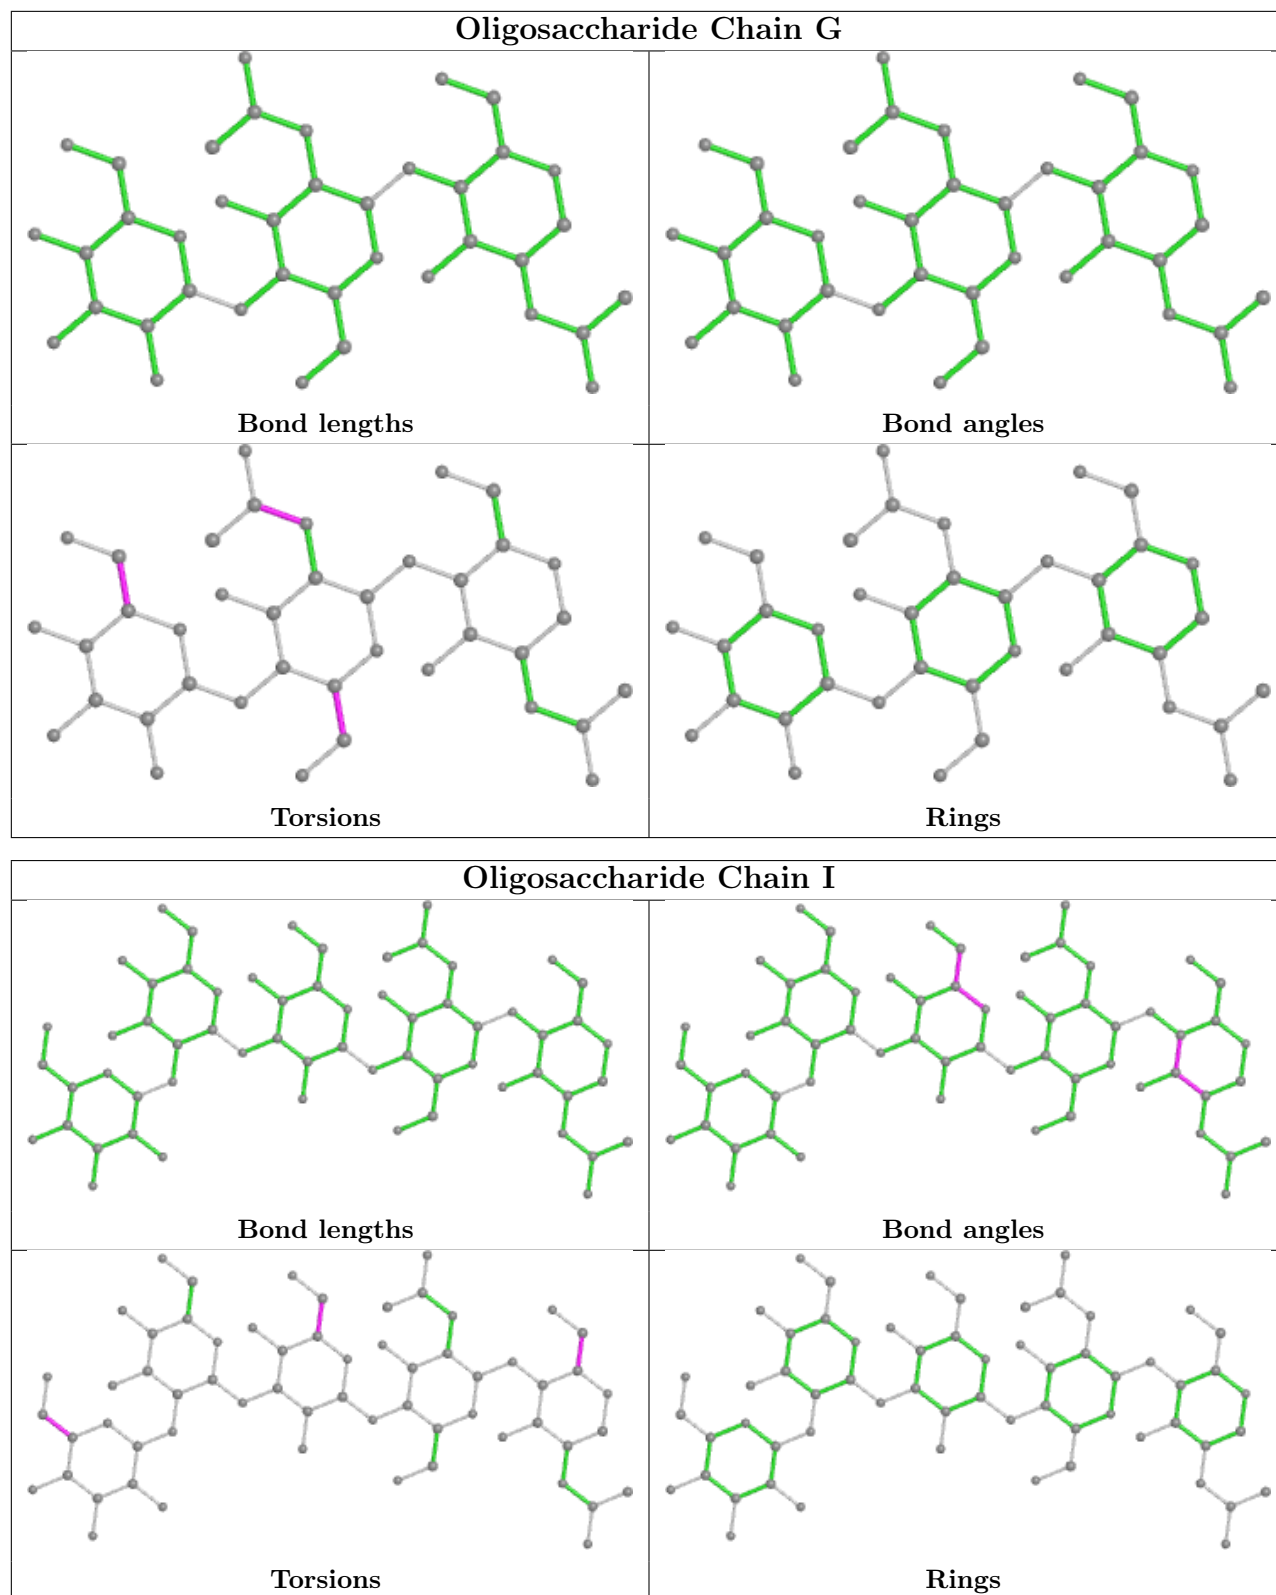 Oligosaccharide Chain G
Bond lengths
Bond angles
Torsions
Rings
Oligosaccharide Chain I
Bond lengths
Bond angles
Torsions
Rings